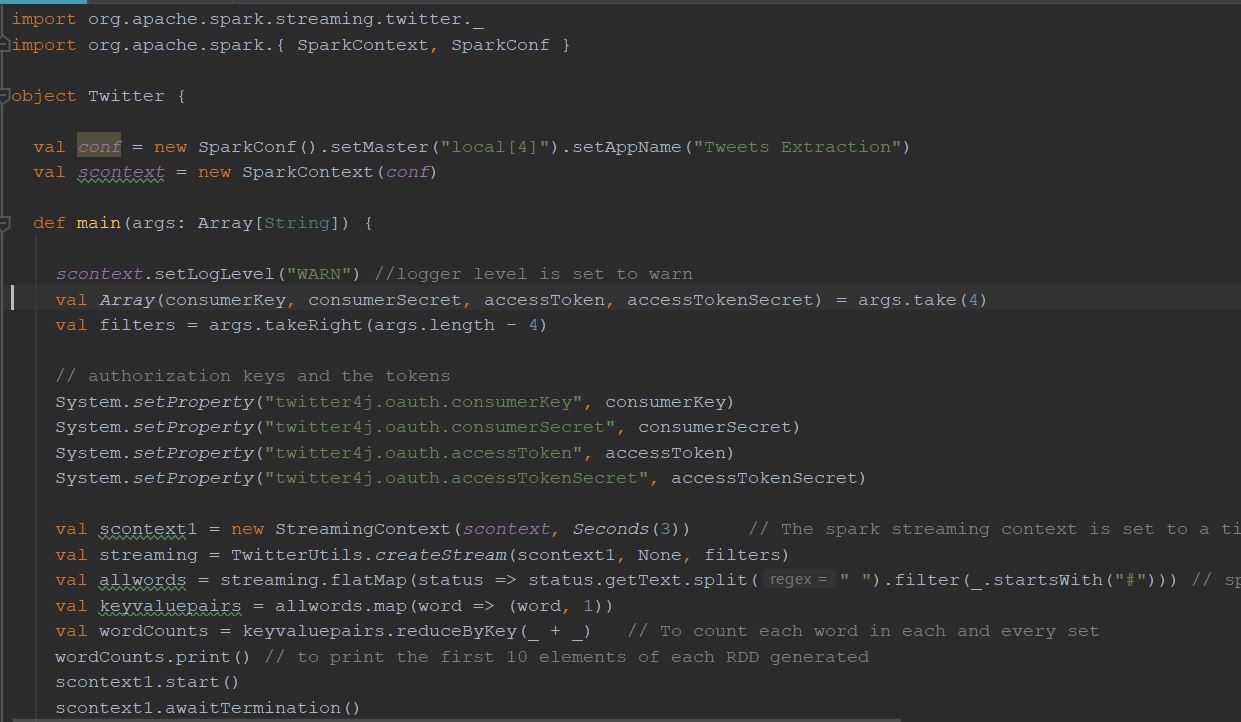 import org.apache.spark.streaming.twitter._
import org.apache.spark.{ SparkContext, SparkConf }
object Twitter {
val conf = new SparkConf().setMaster("local[4]").setAppName("Tweets Extraction")
val scontext = new SparkContext(conf)
def main(args: Array[String]) {
scontext.setLogLevel("WARN") //logger level is set to warn
val Array(consumerKey, consumerSecret, accessToken, accessTokenSecret) = args.take(4)
val filters = args.takeRight(args.length - 4)
// authorization keys and the tokens
System.setProperty("twitter4j.oauth.consumerKey", consumerKey)
System.setProperty("twitter4j.oauth.consumerSecret", consumerSecret)
System.setProperty("twitter4j.oauth.accessToken", accessToken)
System.setProperty("twitter4j.oauth.accessTokenSecret", accessTokenSecret)
val scontext1 = new StreamingContext(scontext, Seconds(3)) // The spark streaming context is set to a ti
val streaming = TwitterUtils.createStream(scontext1, None, filters)
val allwords = streaming.flatMap(status => status.getText.split( regex = " ").filter(_.startsWith("#"))) // sp
val keyvaluepairs = allwords.map(word => (word, 1))
val wordCounts = keyvaluepairs.reduceByKey(_ + _) // To count each word in each and every set
wordCounts.print() // to print the first 10 elements of each RDD generated
scontext1.start()
scontext1.awaitTermination()